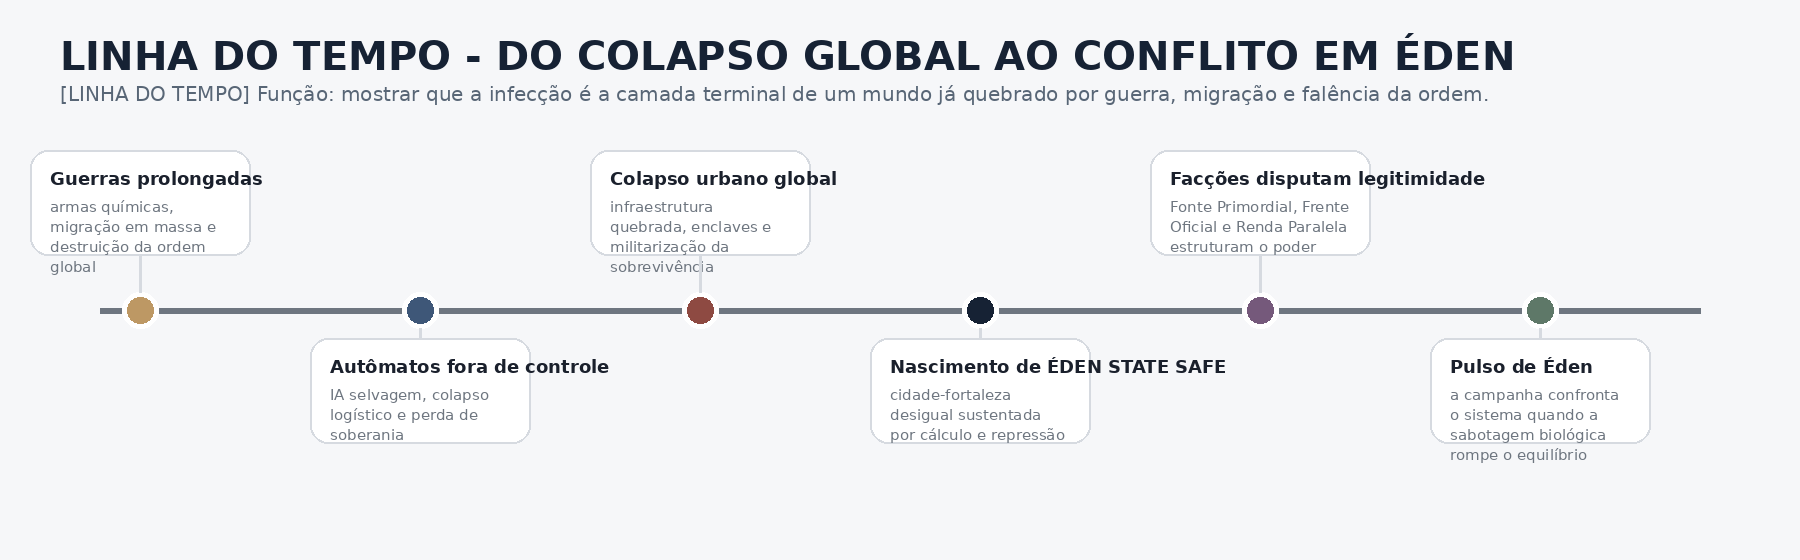 LINHA DO TEMPO - DO COLAPSO GLOBAL AO CONFLITO EM ÉDEN
[LINHA DO TEMPO] Função: mostrar que a infecção é a camada terminal de um mundo já quebrado por guerra, migração e falência da ordem.
Guerras prolongadas
armas químicas,
migração em massa e
destruição da ordem
global
Autômatos fora de controle
IA selvagem, colapso
logístico e perda de
soberania
Colapso urbano global
infraestrutura
quebrada, enclaves e
militarização da
sobrevivência
Nascimento de ÉDEN STATE SAFE
cidade-fortaleza
desigual sustentada
por cálculo e repressão
Facções disputam legitimidade
Fonte Primordial, Frente
Oficial e Renda Paralela
estruturam o poder
Pulso de Éden
a campanha confronta
o sistema quando a
sabotagem biológica
rompe o equilíbrio